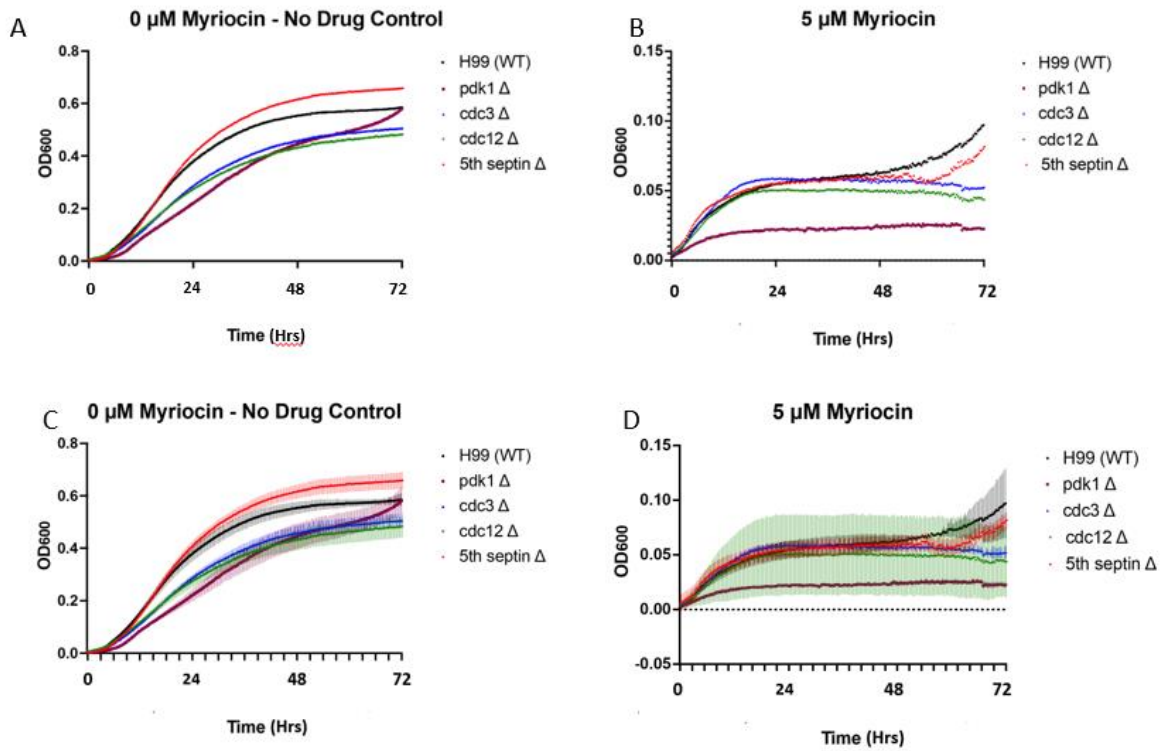 A
0 µM Myriocin - No Drug Control
0.8
0.6
0.4
0.2
0.0
OD600
0
24
48
72
Time (Hrs)
H99 (WT)
pdk1 Δ
cdc3 Δ
cdc12 Δ
5th septin Δ
B
5 µM Myriocin
0.15
0.10
0.05
0.00
OD600
0
24
48
72
Time (Hrs)
H99 (WT)
pdk1 Δ
cdc3 Δ
cdc12 Δ
5th septin Δ
C
0 µM Myriocin - No Drug Control
0.8
0.6
0.4
0.2
0.0
OD600
0
24
48
72
Time (Hrs)
H99 (WT)
pdk1 Δ
cdc3 Δ
cdc12 Δ
5th septin Δ
D
5 µM Myriocin
0.15
0.10
0.05
0.00
-0.05
OD600
0
24
48
72
Time (Hrs)
H99 (WT)
pdk1 Δ
cdc3 Δ
cdc12 Δ
5th septin Δ